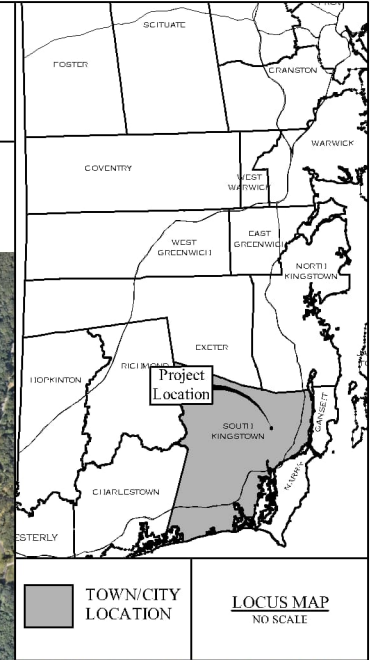 SCITUATE
FOSTER
CRANSTON
WARWICK
COVENTRY
WEST
WARWICK
WEST
GREENWICH
EAST
GREENWICH
NORTH
KINGSTOWN
EXETER
RICHMOND
HOPKINTON
Project
Location
SOUTH
KINGSTOWN
GANSETT
NARRA
CHARLESTOWN
ESTERLY
TOWN/CITY
LOCATION
LOCUS MAP
NO SCALE